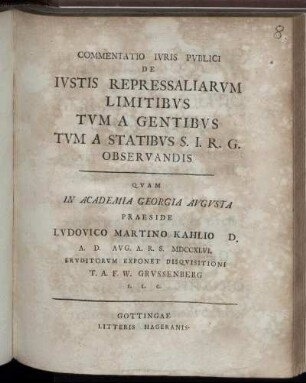 8.
COMMENTATIO IVRIS PVBLICI
DE
IVSTIS REPRESSALIARVM
LIMITIBVS
TVM A GENTIBVS
TVM A STATIBVS S. I. R. G.
OBSERVANDIS
QVAM
IN ACADEMIA GEORGIA AVGVSTA
PRAESIDE
LVDOVICO MARTINO KAHLIO D.
A. D. AVG. A. R. S. MDCCXLVI.
ERVDITORVM EXPONET DISQVISITIONI
T. A. F. W. GRVSSENBERG
GOTTINGAE
LITTERIS HAGERANIS